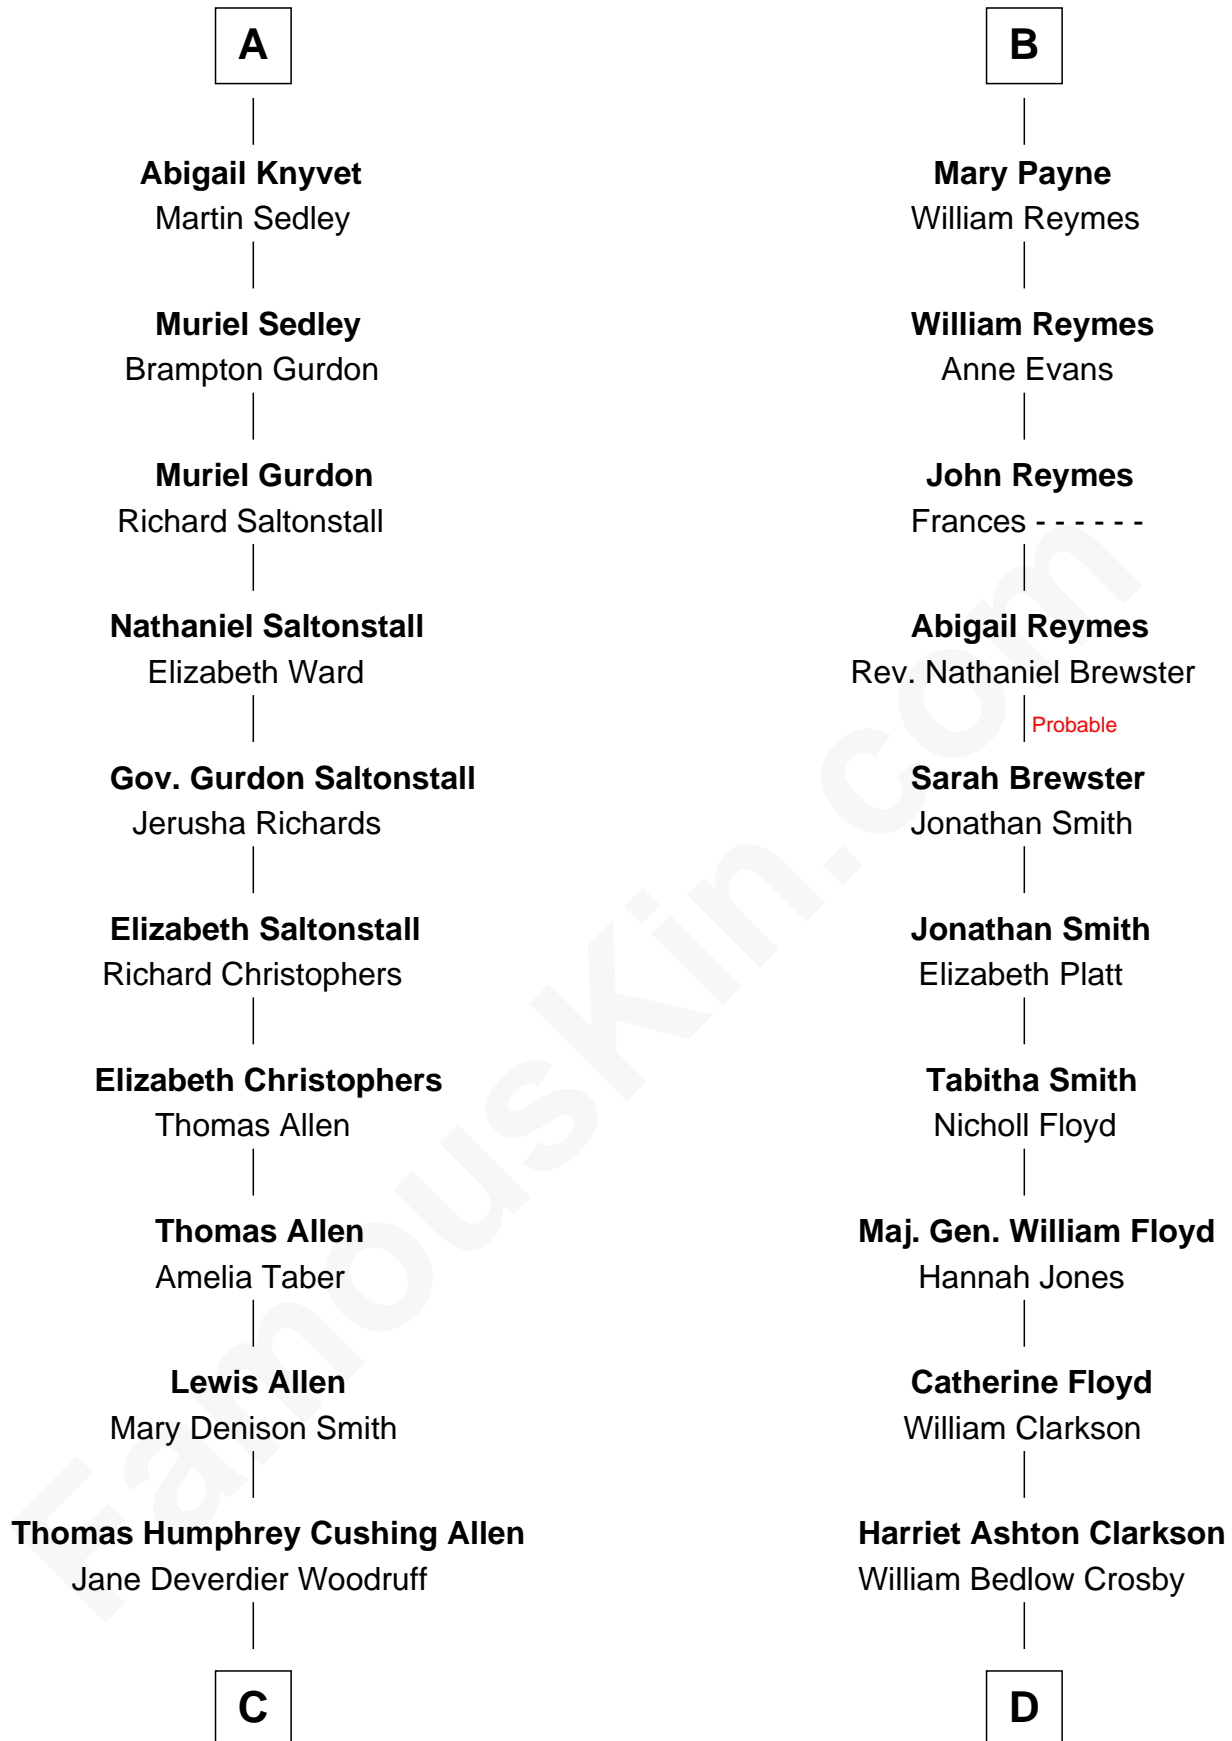 A
Abigail Knyvet
Martin Sedley
Muriel Sedley
Brampton Gurdon
Muriel Gurdon
Richard Saltonstall
Nathaniel Saltonstall
Elizabeth Ward
Gov. Gurdon Saltonstall
Jerusha Richards
Elizabeth Saltonstall
Richard Christophers
Elizabeth Christophers
Thomas Allen
Thomas Allen
Amelia Taber
Lewis Allen
Mary Denison Smith
Thomas Humphrey Cushing Allen
Jane Deverdier Woodruff
C
B
Mary Payne
William Reymes
William Reymes
Anne Evans
John Reymes
Frances - - - - - -
Abigail Reymes
Rev. Nathaniel Brewster
Probable
Sarah Brewster
Jonathan Smith
Jonathan Smith
Elizabeth Platt
Tabitha Smith
Nicholl Floyd
Maj. Gen. William Floyd
Hannah Jones
Catherine Floyd
William Clarkson
Harriet Ashton Clarkson
William Bedlow Crosby
D
FamousKin.com